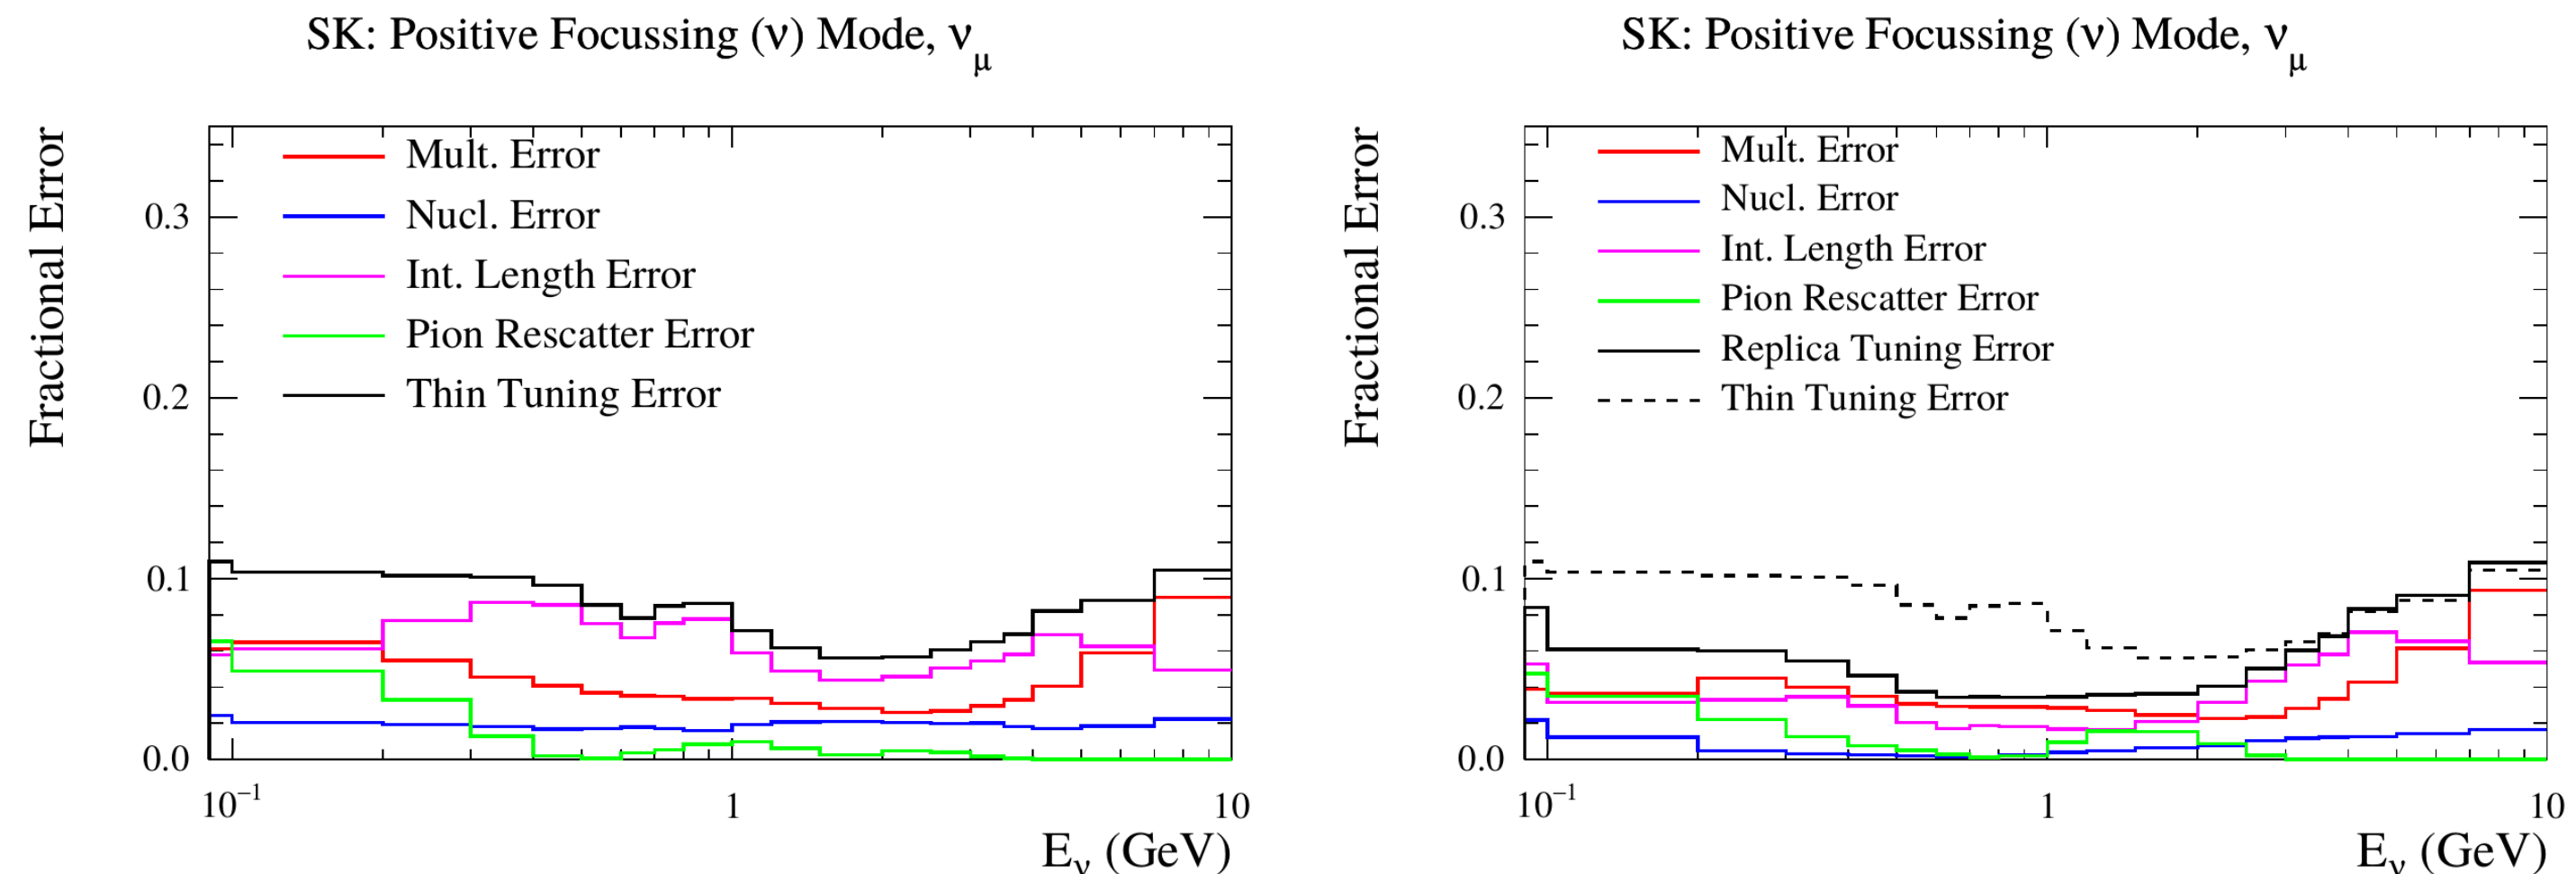 SK: Positive Focussing (ν) Mode, νμ
Fractional Error
Mult. Error
Nucl. Error
Int. Length Error
Pion Rescatter Error
Thin Tuning Error
0.3
0.2
0.1
0.0
10−1
1
10
Eν (GeV)
SK: Positive Focussing (ν) Mode, νμ
Fractional Error
Mult. Error
Nucl. Error
Int. Length Error
Pion Rescatter Error
Replica Tuning Error
Thin Tuning Error
0.3
0.2
0.1
0.0
10−1
1
10
Eν (GeV)